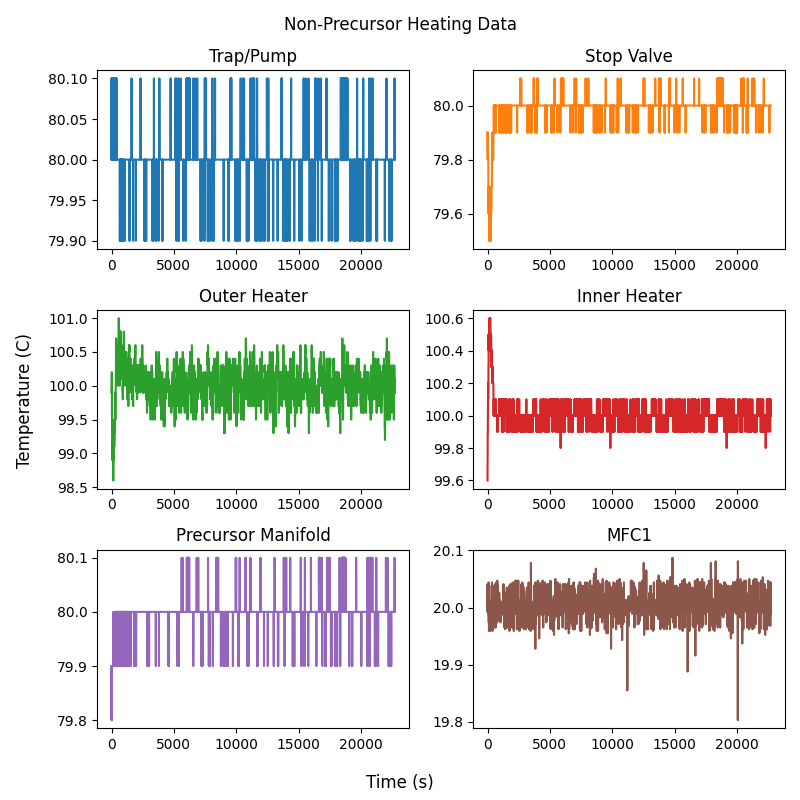 Non-Precursor Heating Data
Trap/Pump
80.10
80.05
80.00
79.95
79.90
0 5000 10000 15000 20000
Stop Valve
80.0
79.8
79.6
0 5000 10000 15000 20000
Temperature (C)
Outer Heater
101.0
100.5
100.0
99.5
99.0
98.5
0 5000 10000 15000 20000
Inner Heater
100.6
100.4
100.2
100.0
99.8
99.6
0 5000 10000 15000 20000
Precursor Manifold
80.1
80.0
79.9
79.8
0 5000 10000 15000 20000
MFC1
20.1
20.0
19.9
19.8
0 5000 10000 15000 20000
Time (s)